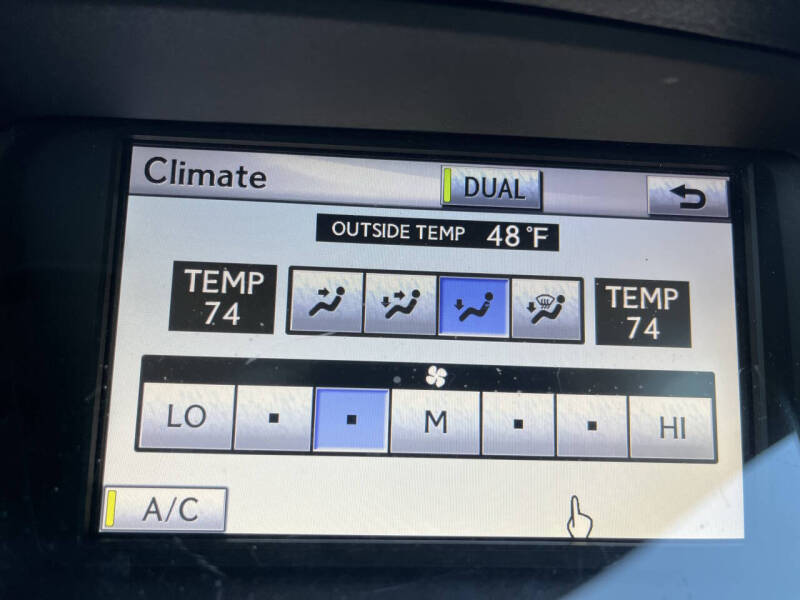 Climate
DUAL
OUTSIDE TEMP 48°F
TEMP
74
TEMP
74
LO M HI
A/C